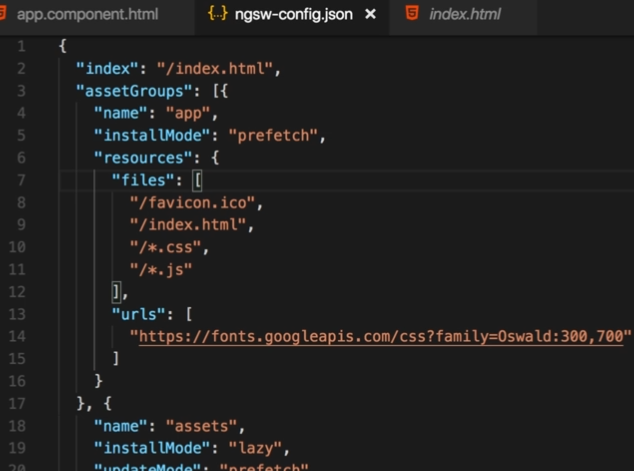 app.component.html {..} ngsw-config.json × index.html
1 {
2 "index": "/index.html",
3 "assetGroups": [{
4 "name": "app",
5 "installMode": "prefetch",
6 "resources": {
7 "files": [
8 "/favicon.ico",
9 "/index.html",
10 "/*.css",
11 "/*.js"
12 ],
13 "urls": [
14 "https://fonts.googleapis.com/css?family=Oswald:300,700"
15 ]
16 }
17 }, {
18 "name": "assets",
19 "installMode": "lazy",
20 "updateMode": "prefetch"